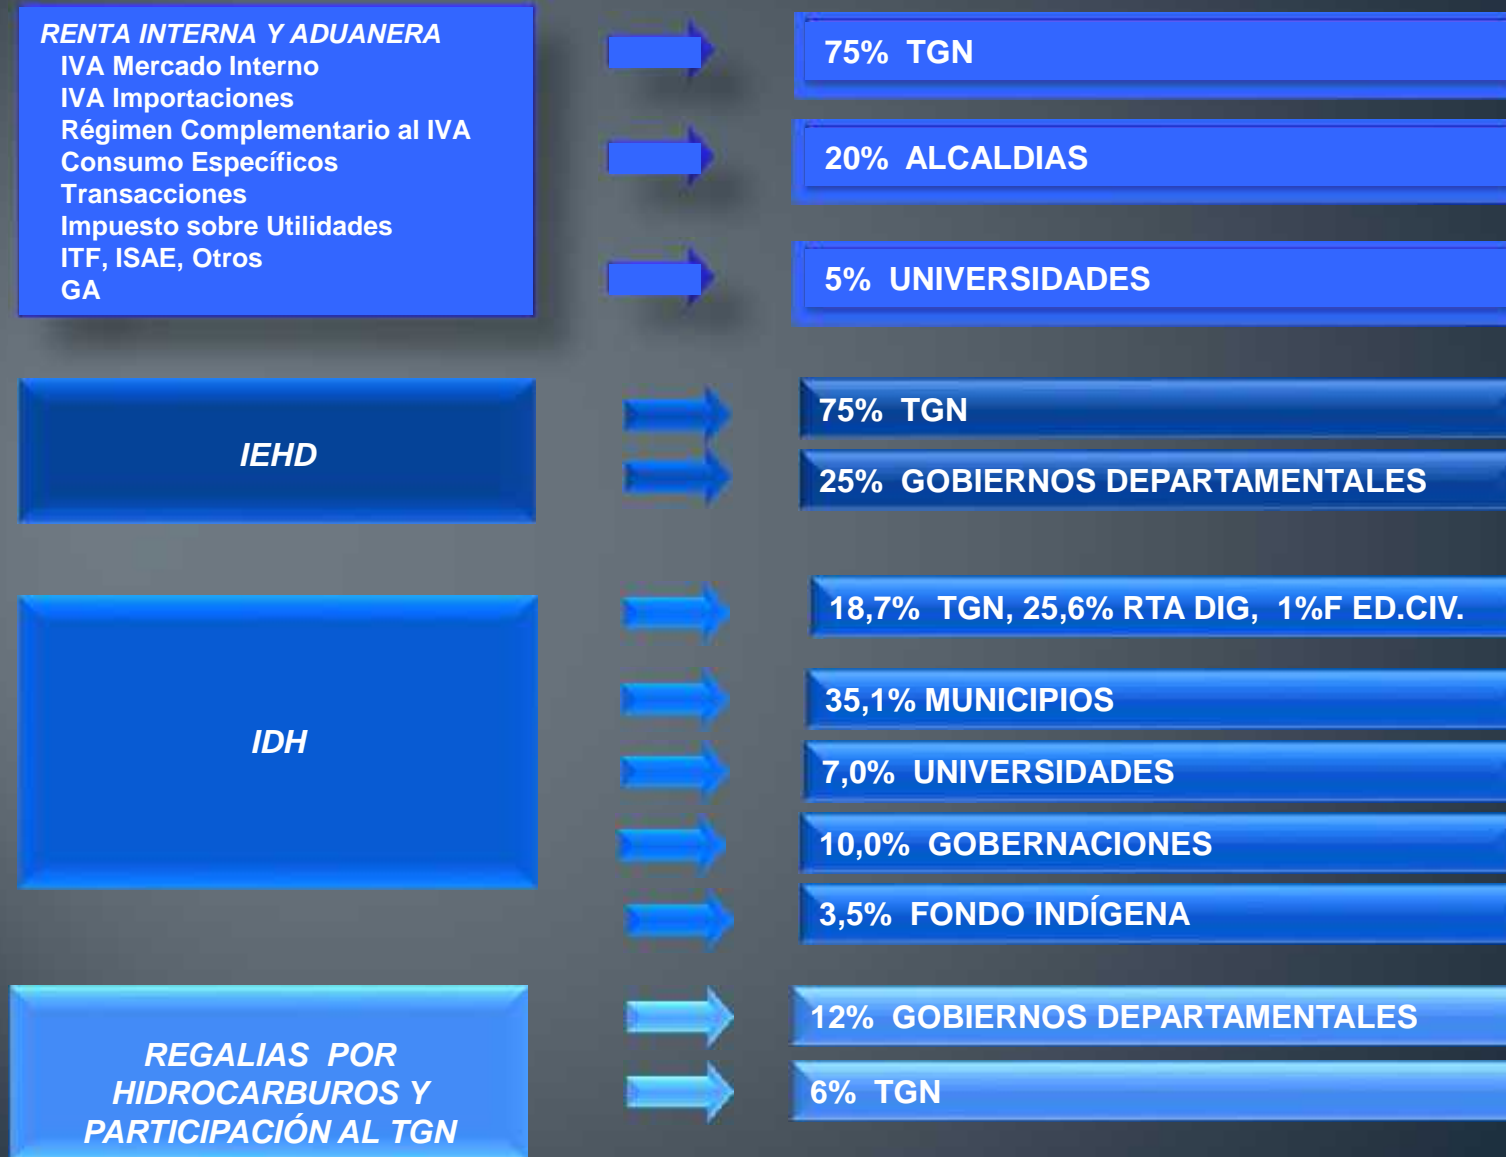 RENTA INTERNA Y ADUANERA
IVA Mercado Interno
IVA Importaciones
Régimen Complementario al IVA
Consumo Específicos
Transacciones
Impuesto sobre Utilidades
ITF, ISAE, Otros
GA
75% TGN
20% ALCALDIAS
5% UNIVERSIDADES
IEHD
75% TGN
25% GOBIERNOS DEPARTAMENTALES
IDH
18,7% TGN, 25,6% RTA DIG, 1%F ED.CIV.
35,1% MUNICIPIOS
7,0% UNIVERSIDADES
10,0% GOBERNACIONES
3,5% FONDO INDÍGENA
REGALIAS POR
HIDROCARBUROS Y
PARTICIPACIÓN AL TGN
12% GOBIERNOS DEPARTAMENTALES
6% TGN